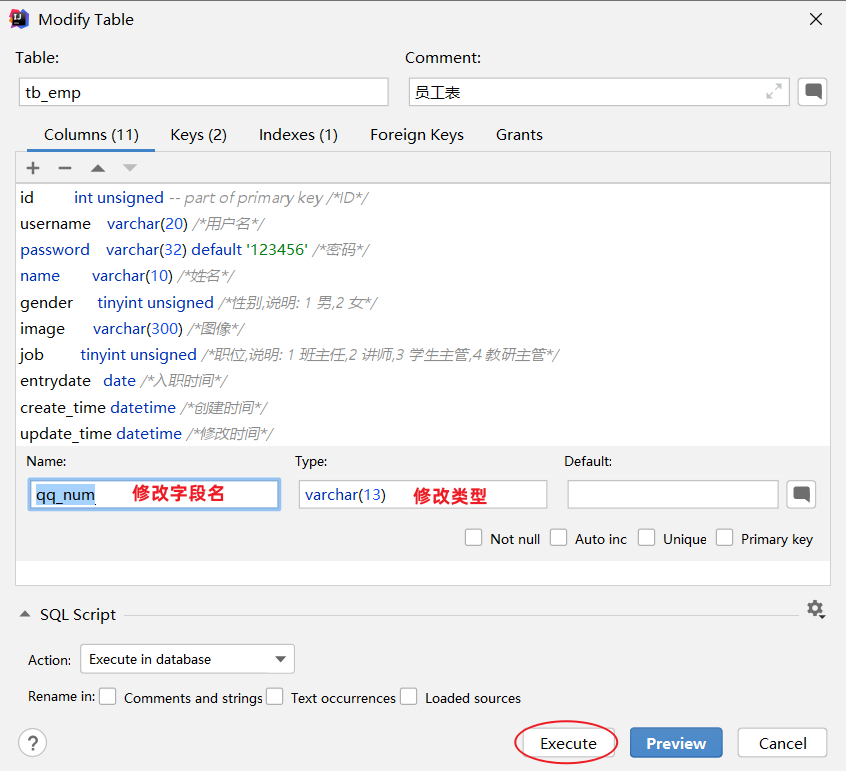 Modify Table
Table: Comment:
tb_emp 员工表
Columns (11) Keys (2) Indexes (1) Foreign Keys Grants
id int unsigned -- part of primary key /*ID*/
username varchar(20) /*用户名*/
password varchar(32) default '123456' /*密码*/
name varchar(10) /*姓名*/
gender tinyint unsigned /*性别,说明: 1 男,2 女*/
image varchar(300) /*图像*/
job tinyint unsigned /*职位,说明: 1 班主任,2 讲师,3 学生主管,4 教研主管*/
entrydate date /*入职时间*/
create_time datetime /*创建时间*/
update_time datetime /*修改时间*/
Name: Type: Default:
qq_num 修改字段名 varchar(13) 修改类型
Not null Auto inc Unique Primary key
SQL Script
Action: Execute in database
Rename in: Comments and strings Text occurrences Loaded sources
? Execute Preview Cancel